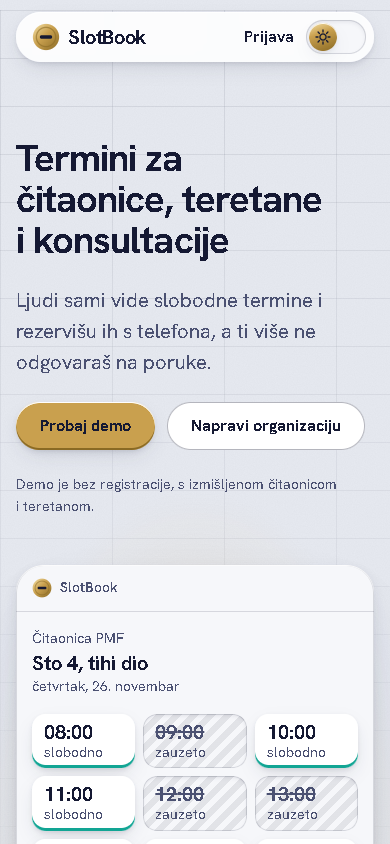 SlotBook
Prijava
Termini za
čitaonice, teretane
i konsultacije
Ljudi sami vide slobodne termine i
rezervišu ih s telefona, a ti više ne
odgovaraš na poruke.
Probaj demo
Napravi organizaciju
Demo je bez registracije, s izmišljenom čitaonicom
i teretanom.
SlotBook
Čitaonica PMF
Sto 4, tihi dio
četvrtak, 26. novembar
08:00 09:00 10:00
slobodno zauzeto slobodno
11:00 12:00 13:00
slobodno zauzeto zauzeto